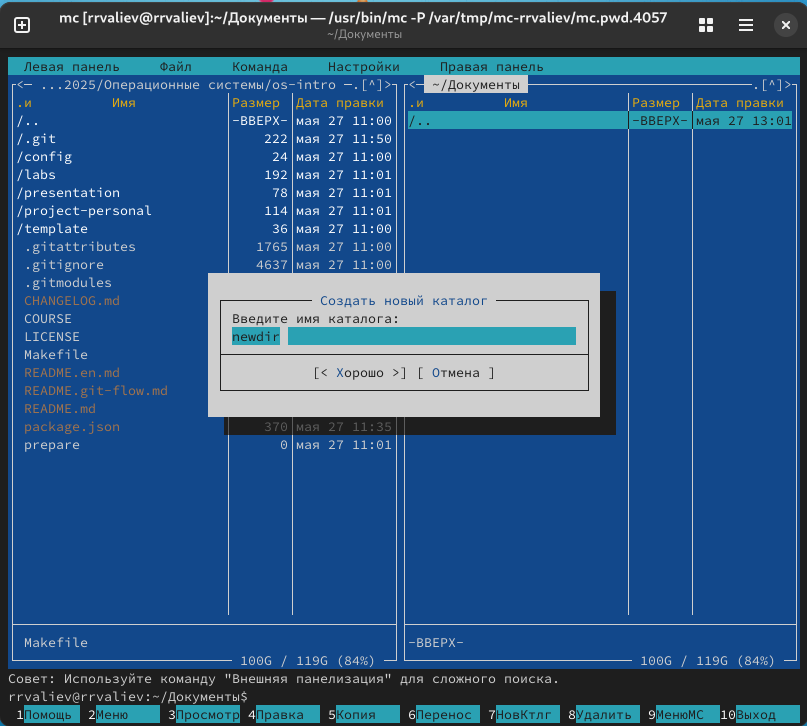 mc [rrvaliev]:~/Документы — /usr/bin/mc -P /var/tmp/mc-rrvaliev/mc.pwd.4057
~/Документы
Левая панель Файл Команда Настройки Правая панель
<─ ...2025/Операционные системы/os-intro ─.[^]> <─ ~/Документы .[^]>
.и Имя Размер Дата правки .и Имя Размер Дата правки
/.. -ВВЕРХ- мая 27 11:00 /.. -ВВЕРХ- мая 27 13:01
/.git 222 мая 27 11:50
/config 24 мая 27 11:00
/labs 192 мая 27 11:01
/presentation 78 мая 27 11:01
/project-personal 114 мая 27 11:01
/template 36 мая 27 11:00
.gitattributes 1765 мая 27 11:00
.gitignore 4637 мая 27 11:00
.gitmodules
CHANGELOG.md
COURSE
LICENSE
Makefile
README.en.md
README.git-flow.md
README.md
package.json 370 мая 27 11:35
prepare 0 мая 27 11:01
Создать новый каталог
Введите имя каталога:
newdir
[< Хорошо >] [ Отмена ]
Makefile -ВВЕРХ-
100G / 119G (84%) 100G / 119G (84%)
Совет: Используйте команду "Внешняя панелизация" для сложного поиска.
rrvaliev@rrvaliev:~/Документы$
1Помощь 2Меню 3Просмотр 4Правка 5Копия 6Перенос 7НовКтлг 8Удалить 9МенюMC 10Выход